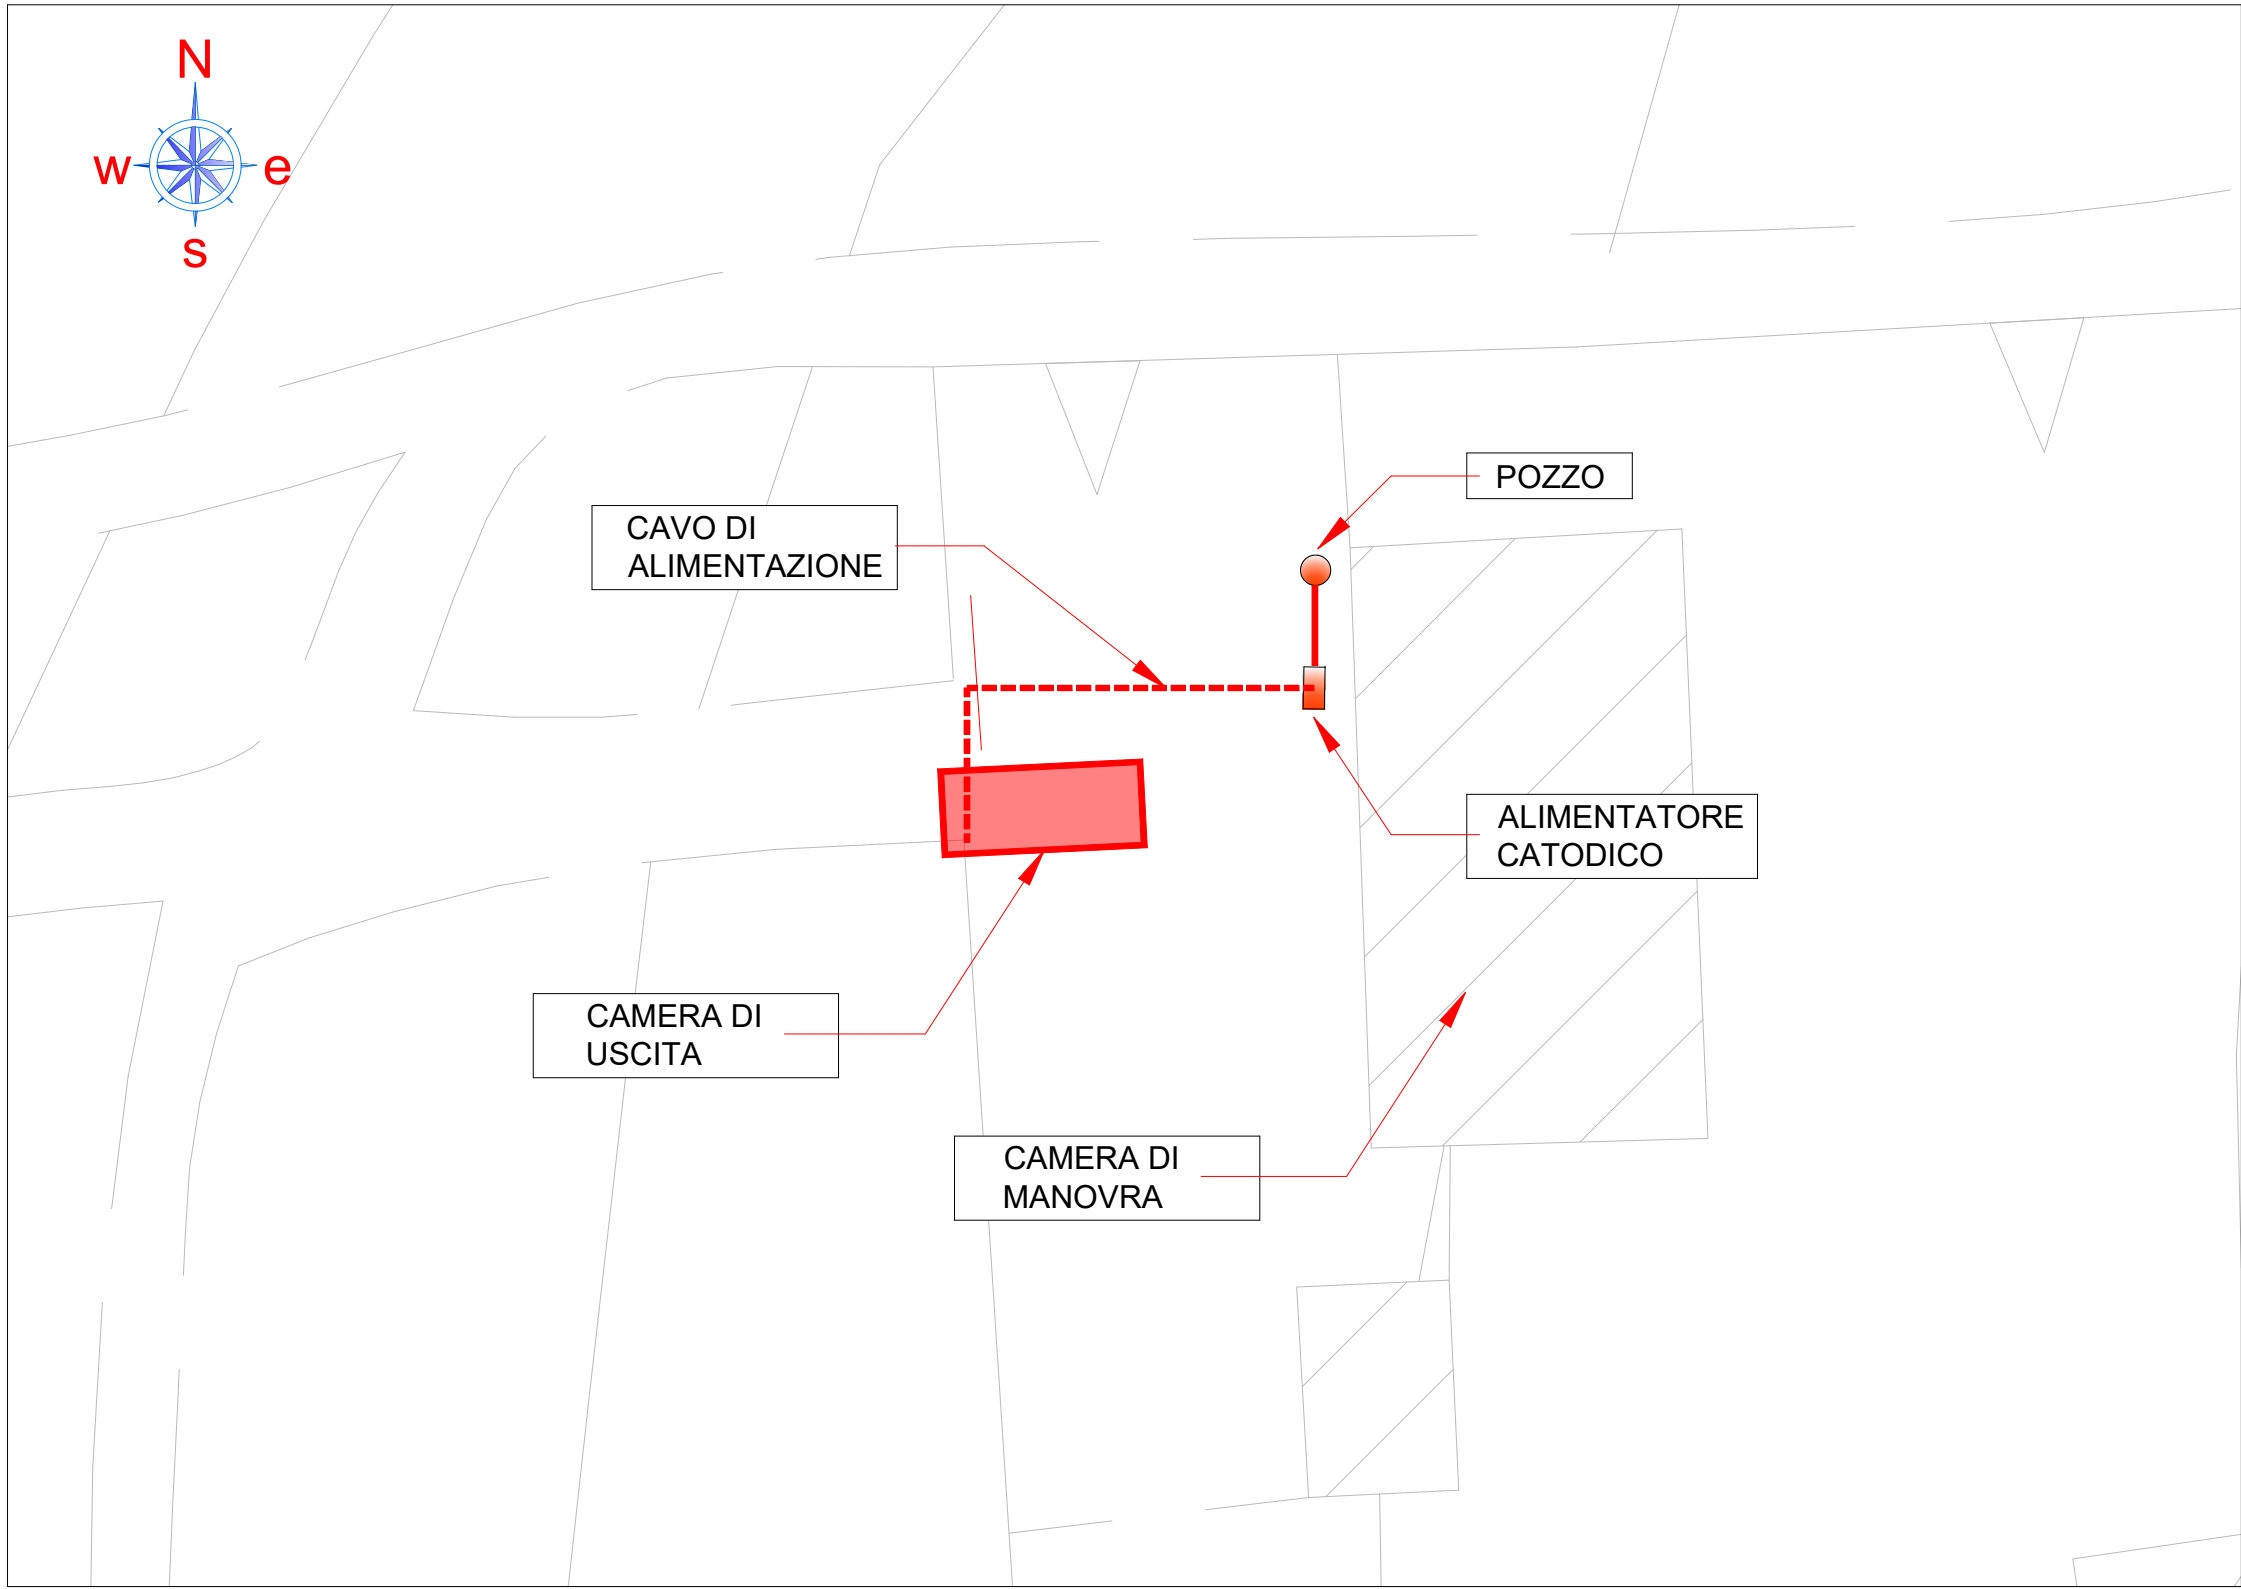 N
w
e
s
POZZO
CAVO DI
ALIMENTAZIONE
ALIMENTATORE
CATODICO
CAMERA DI
USCITA
CAMERA DI
MANOVRA